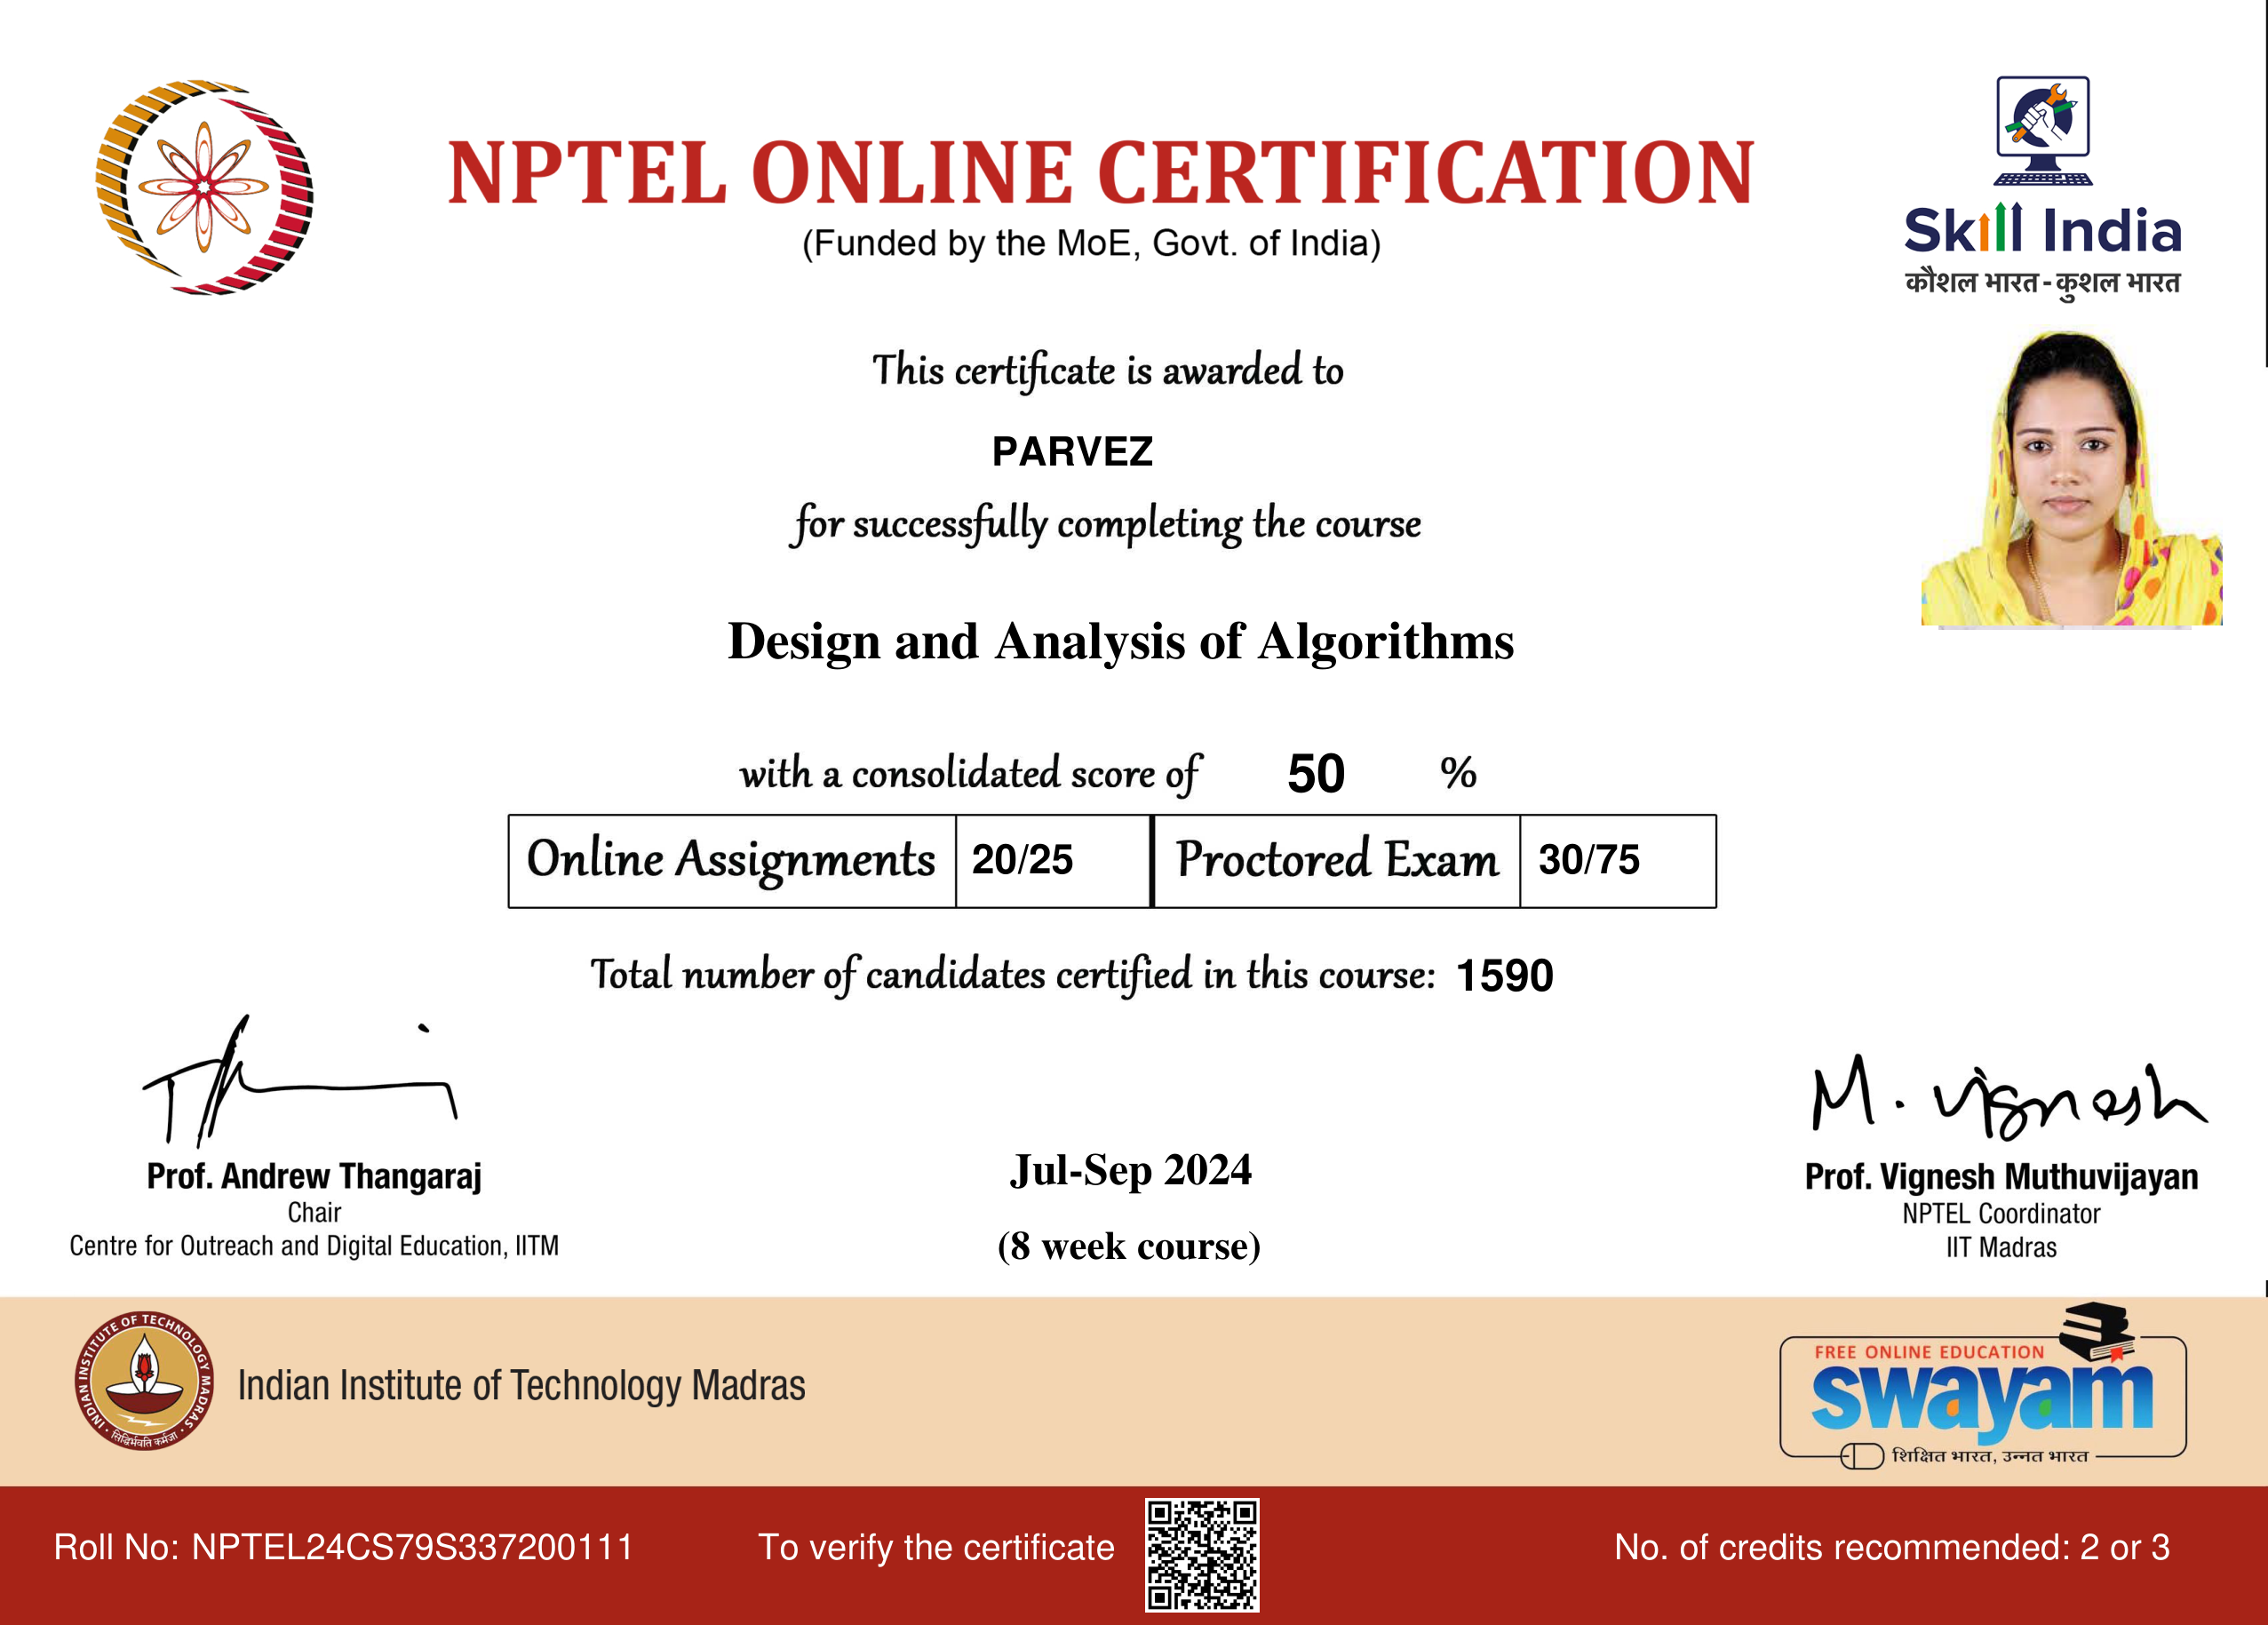 NPTEL ONLINE CERTIFICATION
(Funded by the MoE, Govt. of India)
Skill India
कौशल भारत - कुशल भारत
This certificate is awarded to
PARVEZ
for successfully completing the course
Design and Analysis of Algorithms
with a consolidated score of 50 %
Online Assignments 20/25 Proctored Exam 30/75
Total number of candidates certified in this course: 1590
M. Vignesh
Prof. Andrew Thangaraj
Chair
Centre for Outreach and Digital Education, IITM
Jul-Sep 2024
(8 week course)
Prof. Vignesh Muthuvijayan
NPTEL Coordinator
IIT Madras
INDIAN INSTITUTE OF TECHNOLOGY MADRAS
सिद्धिर्भवति कर्मजा
Indian Institute of Technology Madras
FREE ONLINE EDUCATION
swayam
शिक्षित भारत, उन्नत भारत
Roll No: NPTEL24CS79S337200111 To verify the certificate No. of credits recommended: 2 or 3